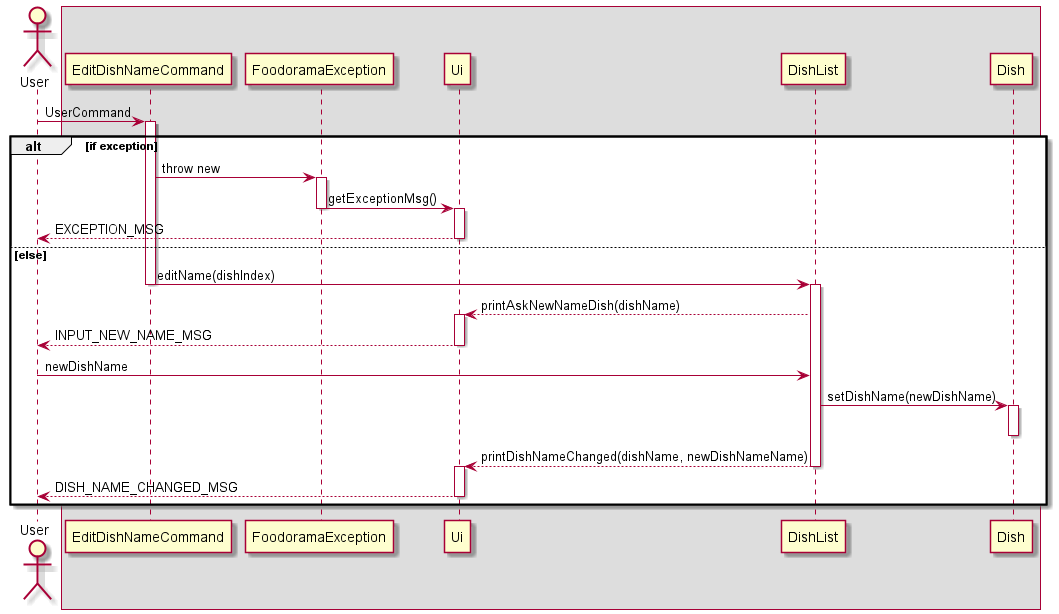 User
EditDishNameCommand
FoodoramaException
Ui
DishList
Dish
UserCommand
alt
[if exception]
throw new
getExceptionMsg()
EXCEPTION_MSG
[else]
editName(dishIndex)
printAskNewNameDish(dishName)
INPUT_NEW_NAME_MSG
newDishName
setDishName(newDishName)
printDishNameChanged(dishName, newDishNameName)
DISH_NAME_CHANGED_MSG
User
EditDishNameCommand
FoodoramaException
Ui
DishList
Dish